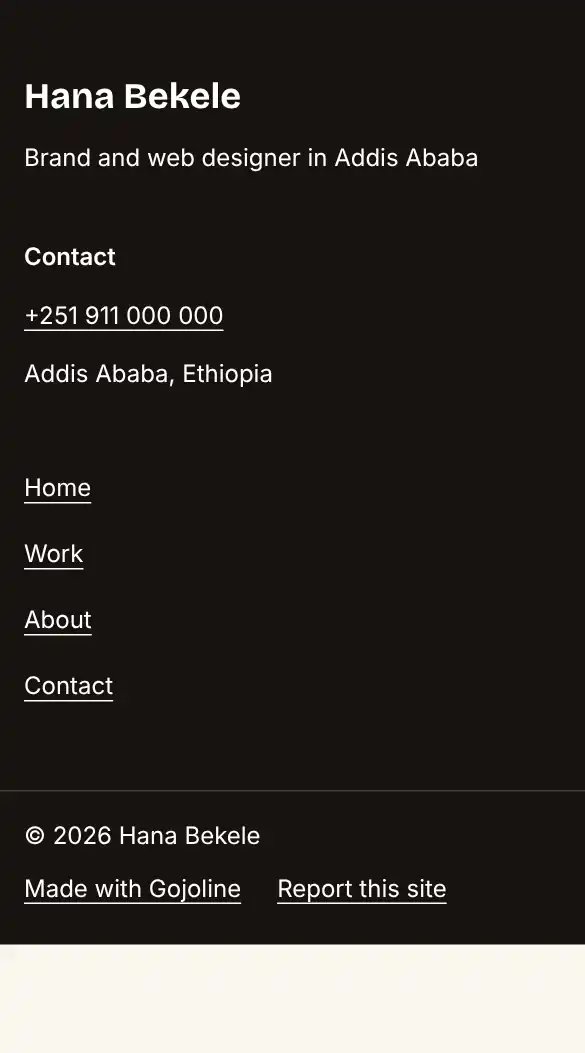 Hana Bekele
Brand and web designer in Addis Ababa
Contact
+251 911 000 000
Addis Ababa, Ethiopia
Home
Work
About
Contact
© 2026 Hana Bekele
Made with Gojoline Report this site